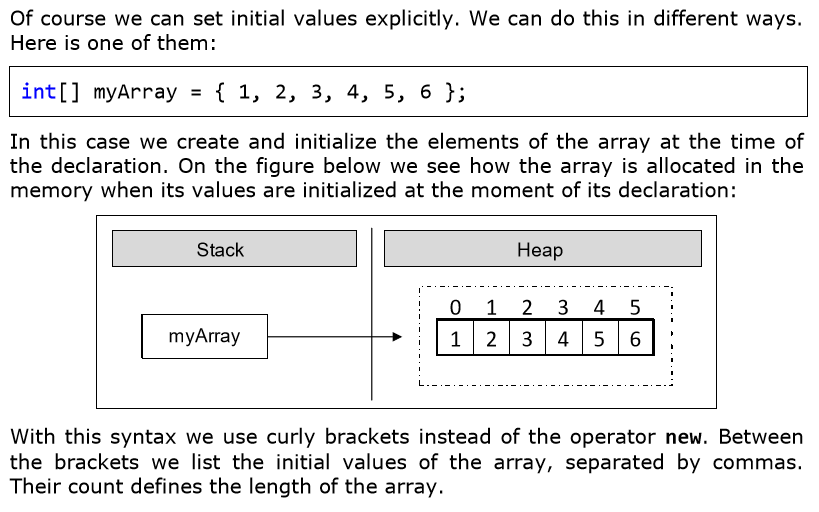 Of course we can set initial values explicitly. We can do this in different ways.
Here is one of them:
int[] myArray = { 1, 2, 3, 4, 5, 6 };
In this case we create and initialize the elements of the array at the time of
the declaration. On the figure below we see how the array is allocated in the
memory when its values are initialized at the moment of its declaration:
Stack Heap
0 1 2 3 4 5
myArray 1 2 3 4 5 6
With this syntax we use curly brackets instead of the operator new. Between
the brackets we list the initial values of the array, separated by commas.
Their count defines the length of the array.